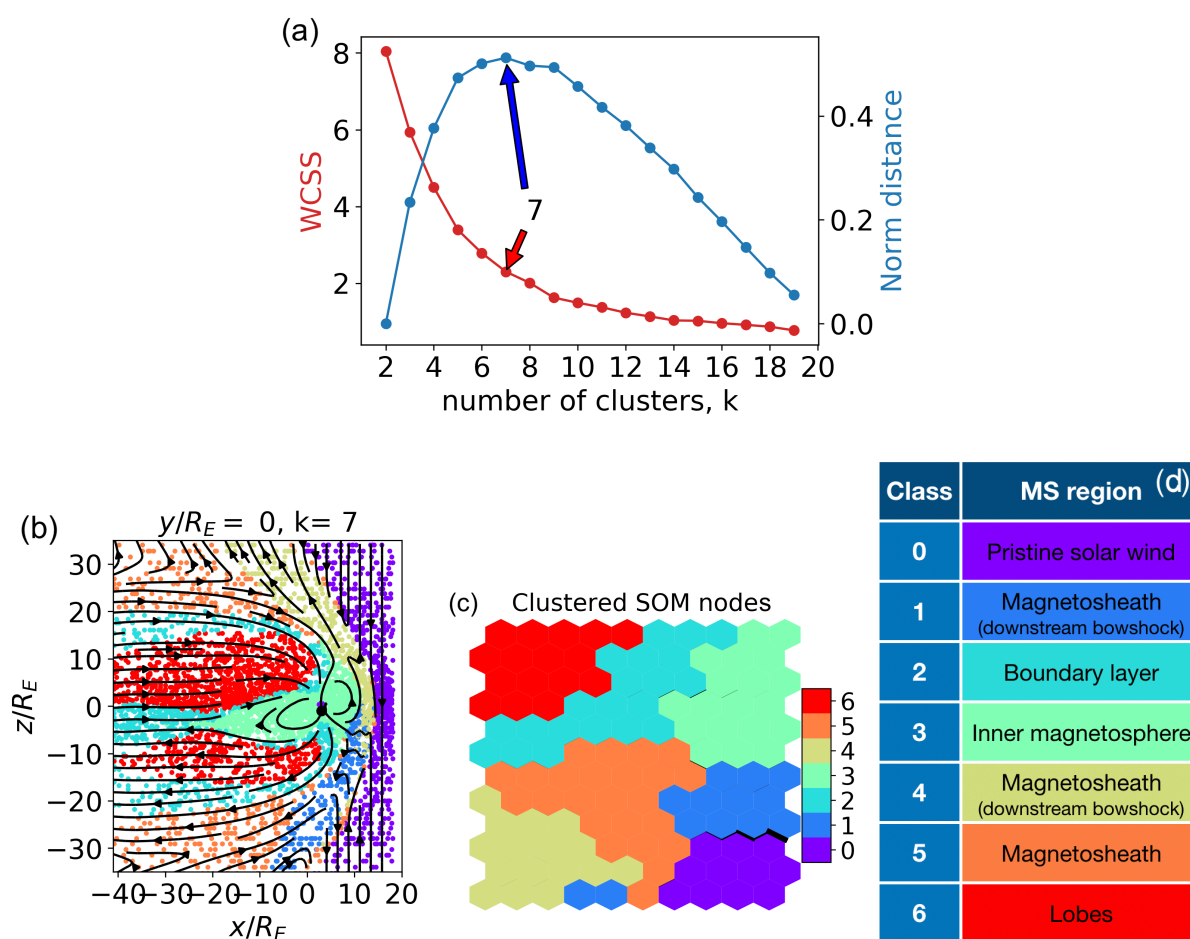 (a)
8
6
4
2
WCSS
0.4
0.2
0.0
Norm distance
7
2 4 6 8 10 12 14 16 18 20
number of clusters, k
(b)
y/R_E = 0, k= 7
30
20
10
0
−10
−20
−30
z/R_E
−40 −30 −20 −10 0 10 20
x/R_E
(c) Clustered SOM nodes
6
5
4
3
2
1
0
Class MS region (d)
0 Pristine solar wind
1 Magnetosheath
(downstream bowshock)
2 Boundary layer
3 Inner magnetosphere
4 Magnetosheath
(downstream bowshock)
5 Magnetosheath
6 Lobes